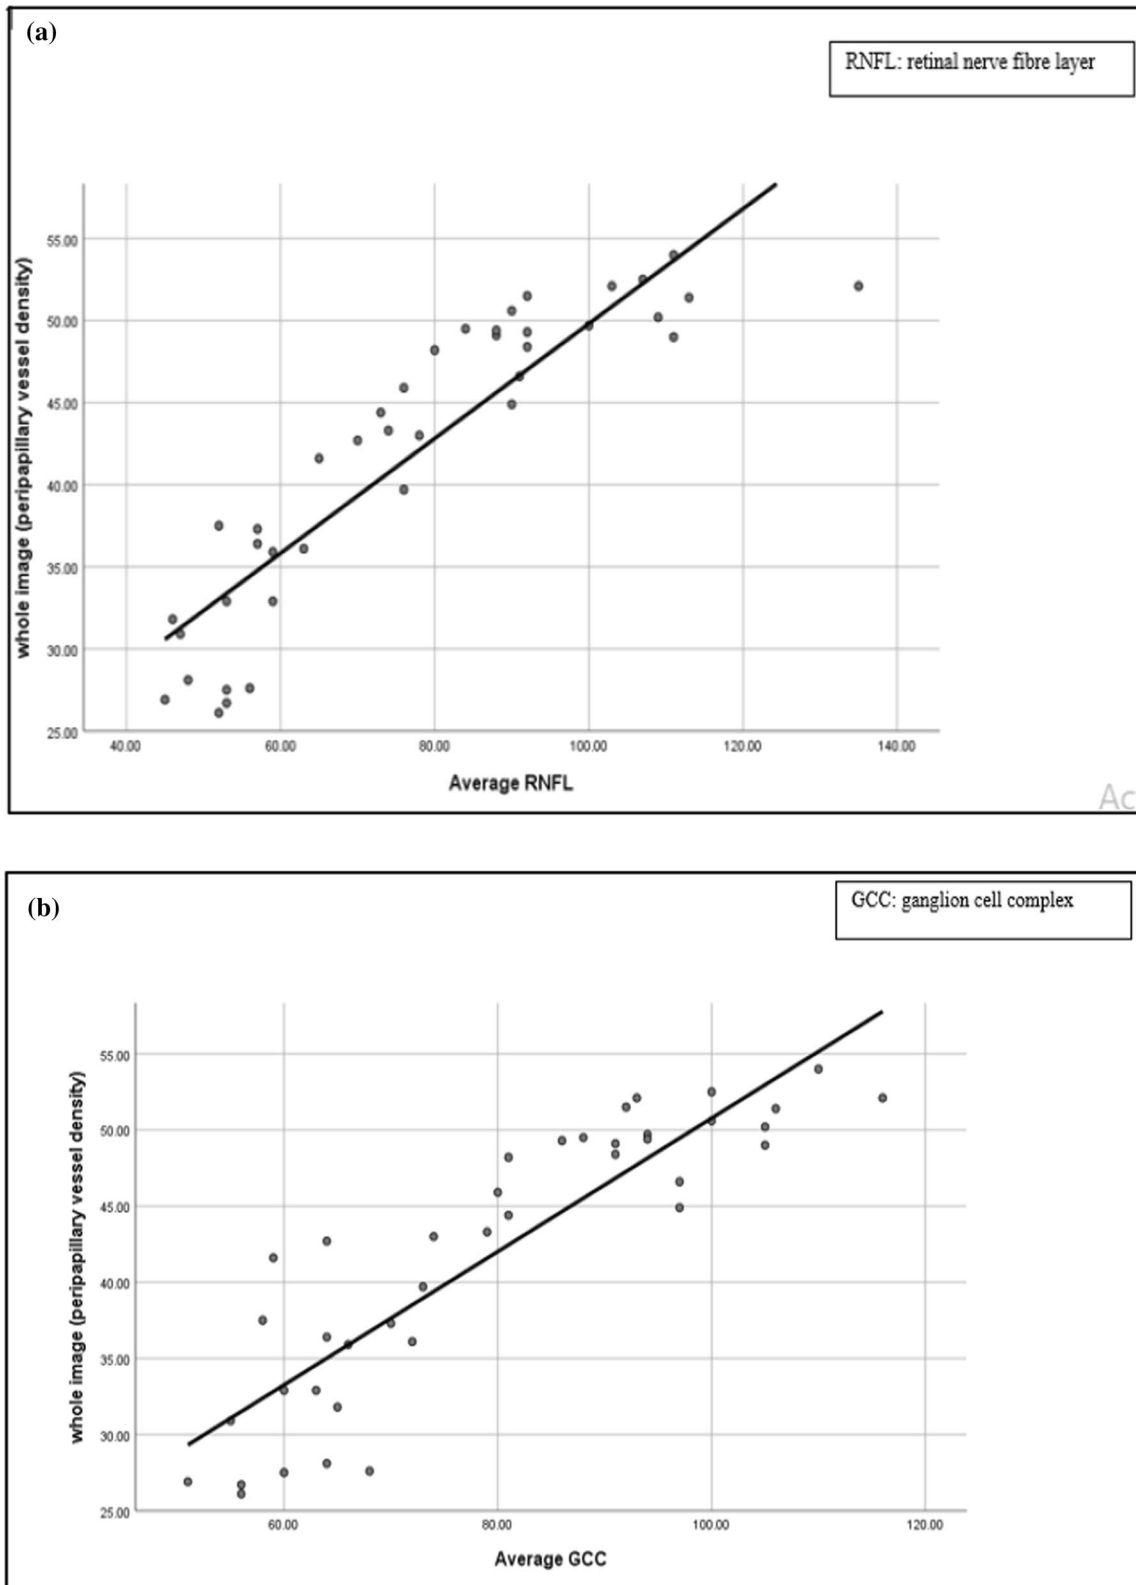 (a)
RNFL: retinal nerve fibre layer
whole image (peripapillary vessel density)
55.00
50.00
45.00
40.00
35.00
30.00
25.00
40.00 60.00 80.00 100.00 120.00 140.00
Average RNFL
Ac
(b)
GCC: ganglion cell complex
whole image (peripapillary vessel density)
55.00
50.00
45.00
40.00
35.00
30.00
25.00
60.00 80.00 100.00 120.00
Average GCC